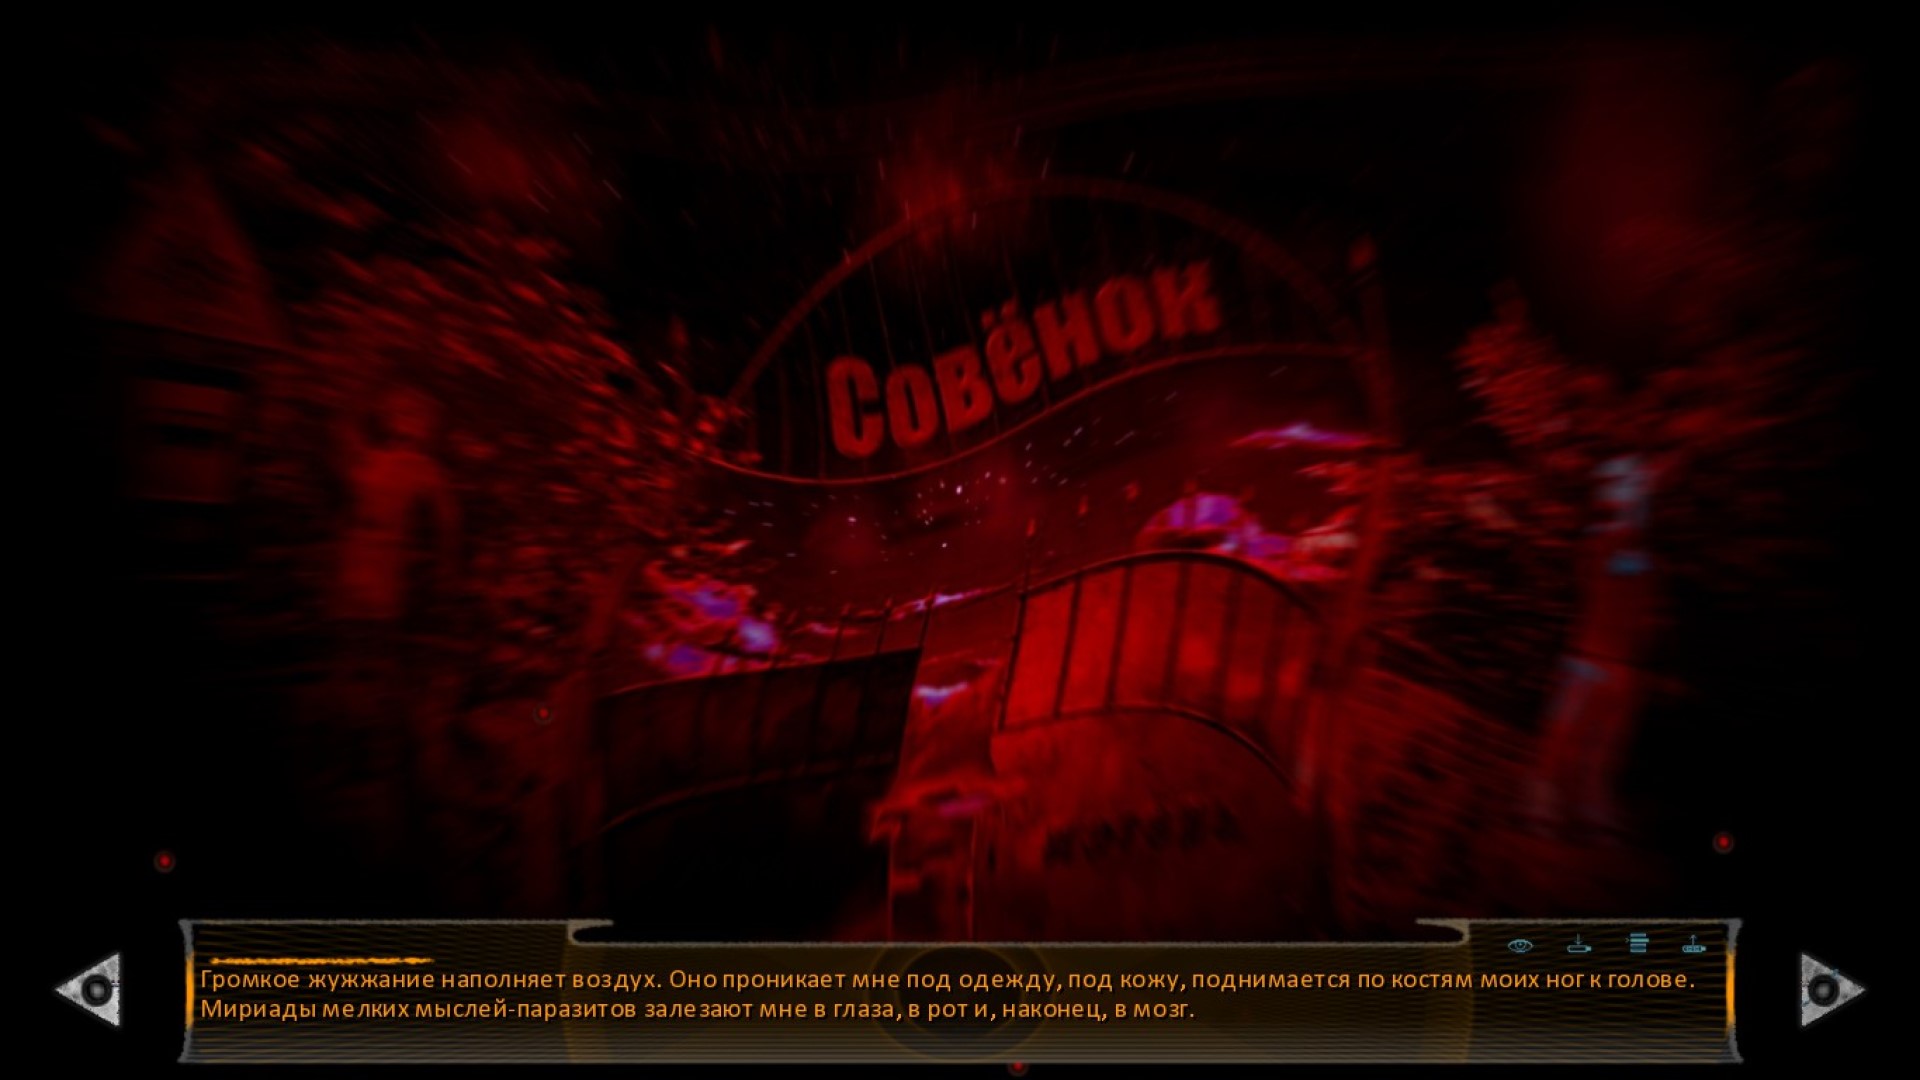 Совёнок
Громкое жужжание наполняет воздух. Оно проникает мне под одежду, под кожу, поднимается по костям моих ног к голове.
Мириады мелких мыслей-паразитов залезают мне в глаза, в рот и, наконец, в мозг.